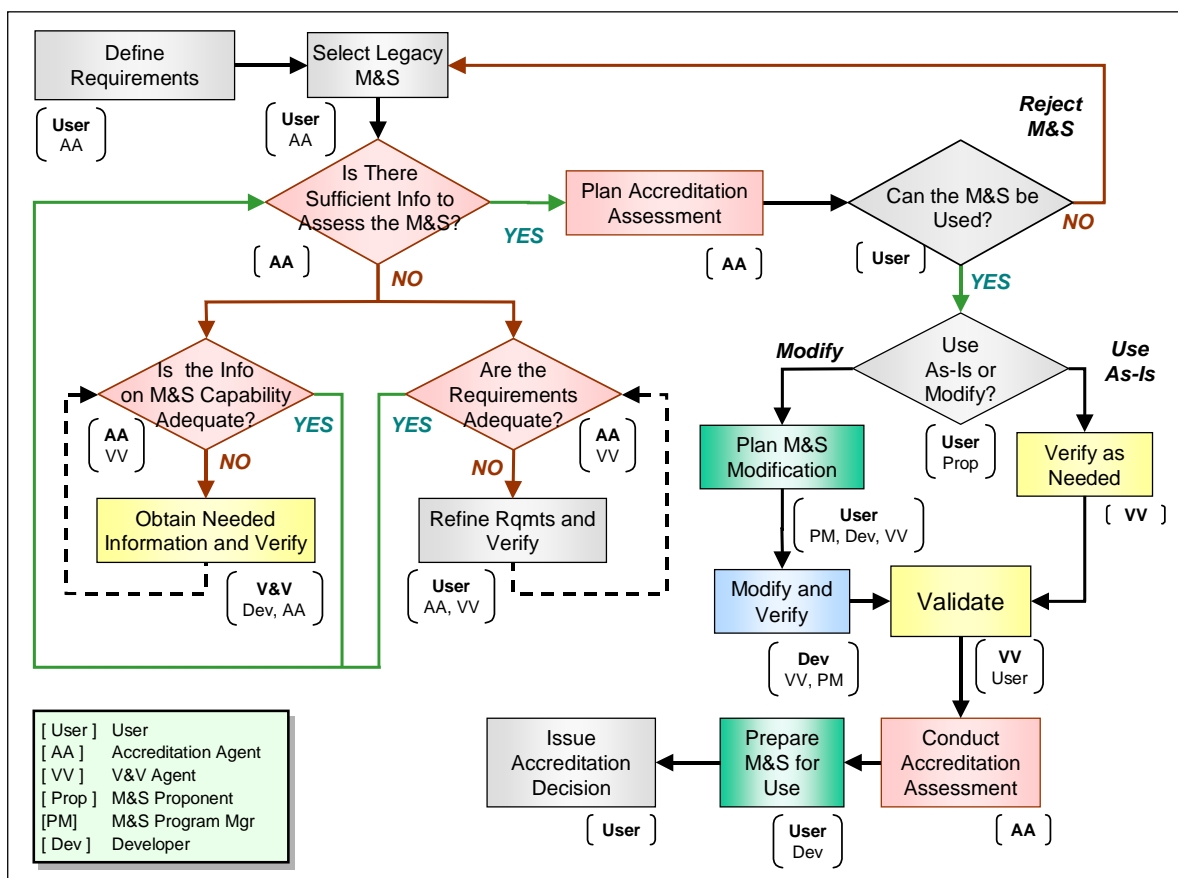 Define
Requirements
User
AA
Select Legacy
M&S
User
AA
Reject
M&S
Is There
Sufficient Info to
Assess the M&S?
AA
YES
NO
Plan Accreditation
Assessment
AA
Can the M&S be
Used?
User
NO
YES
Is  the Info
on M&S Capability
Adequate?
AA
VV
YES
NO
Are the
Requirements
Adequate?
YES
AA
VV
NO
Obtain Needed
Information and Verify
V&V
Dev, AA
Refine Rqmts and
Verify
User
AA, VV
Modify
Use
As-Is or
Modify?
Use
As-Is
User
Prop
Plan M&S
Modification
User
PM, Dev, VV
Verify as
Needed
VV
Modify and
Verify
Dev
VV, PM
Validate
VV
User
Issue
Accreditation
Decision
User
Prepare
M&S for
Use
User
Dev
Conduct
Accreditation
Assessment
AA
[ User ] User
[ AA ] Accreditation Agent
[ VV ] V&V Agent
[ Prop ] M&S Proponent
[PM] M&S Program Mgr
[ Dev ] Developer